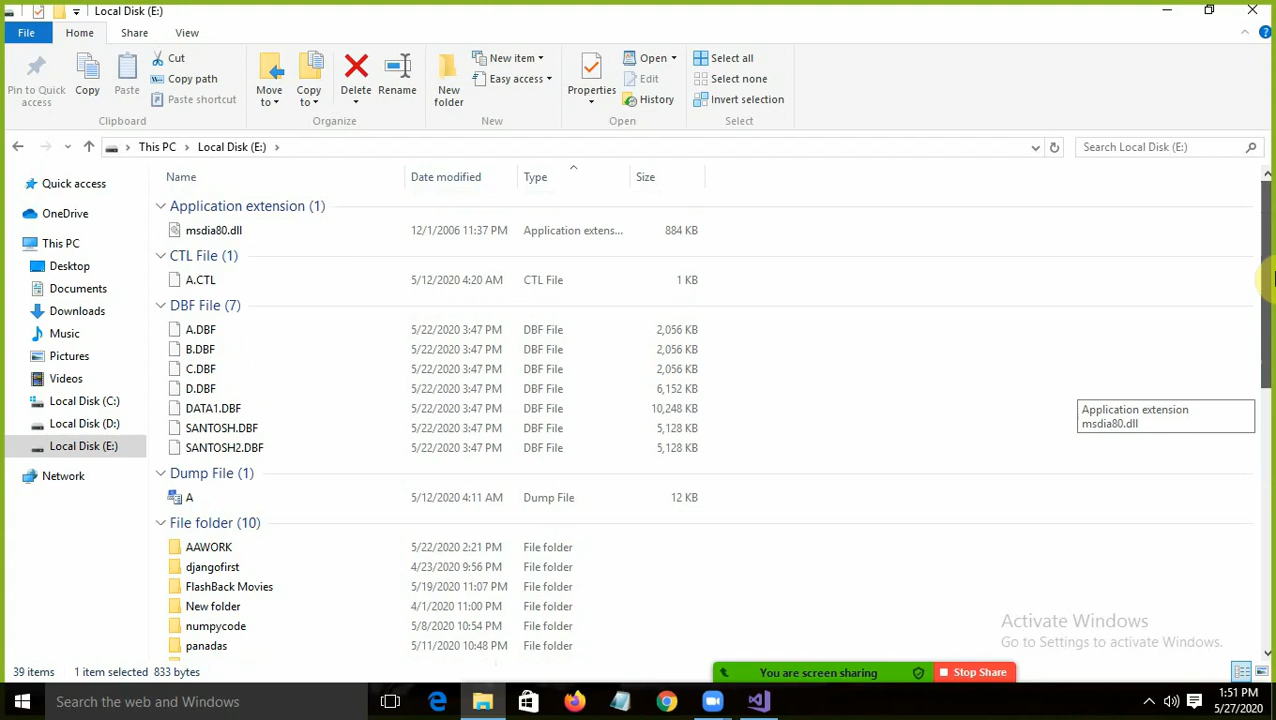 Local Disk (E:)
File Home Share View
Pin to Quick access
Copy
Paste
Cut
Copy path
Paste shortcut
Clipboard
Move to
Copy to
Delete
Rename
Organize
New folder
New item
Easy access
New
Properties
Open
Edit
History
Open
Select all
Select none
Invert selection
Select
This PC Local Disk (E:)
Search Local Disk (E:)
Quick access
OneDrive
This PC
Desktop
Documents
Downloads
Music
Pictures
Videos
Local Disk (C:)
Local Disk (D:)
Local Disk (E:)
Network
Name Date modified Type Size
Application extension (1)
msdia80.dll 12/1/2006 11:37 PM Application extens... 884 KB
CTL File (1)
A.CTL 5/12/2020 4:20 AM CTL File 1 KB
DBF File (7)
A.DBF 5/22/2020 3:47 PM DBF File 2,056 KB
B.DBF 5/22/2020 3:47 PM DBF File 2,056 KB
C.DBF 5/22/2020 3:47 PM DBF File 2,056 KB
D.DBF 5/22/2020 3:47 PM DBF File 6,152 KB
DATA1.DBF 5/22/2020 3:47 PM DBF File 10,248 KB
SANTOSH.DBF 5/22/2020 3:47 PM DBF File 5,128 KB
SANTOSH2.DBF 5/22/2020 3:47 PM DBF File 5,128 KB
Dump File (1)
A 5/12/2020 4:11 AM Dump File 12 KB
File folder (10)
AAWORK 5/22/2020 2:21 PM File folder
djangofirst 4/23/2020 9:56 PM File folder
FlashBack Movies 5/19/2020 11:07 PM File folder
New folder 4/1/2020 11:00 PM File folder
numpycode 5/8/2020 10:54 PM File folder
panadas 5/11/2020 10:48 PM File folder
Application extension
msdia80.dll
Activate Windows
Go to Settings to activate Windows.
39 items 1 item selected 833 bytes
You are screen sharing Stop Share
Search the web and Windows
1:51 PM
5/27/2020